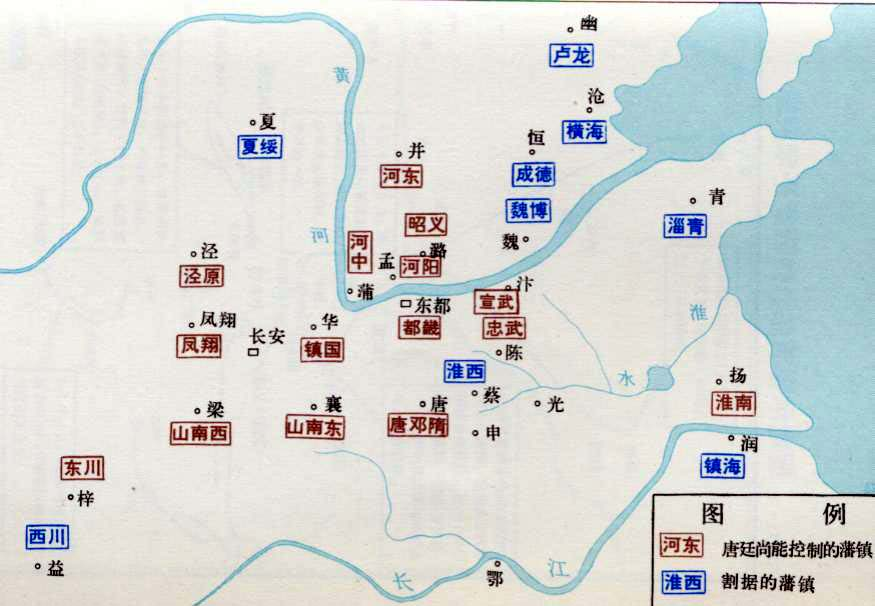 幽
卢龙
黄
沧
横海
夏
夏绥
恒
成德
并
河东
魏博
青
淄青
昭义
河
河中
魏
潞
孟
河阳
泾
泾原
蒲
汴
宣武
东都
都畿
忠武
淮
凤翔
凤翔
长安
华
镇国
陈
淮西
水
扬
淮南
蔡
光
梁
山南西
襄
山南东
唐
唐邓隋
申
润
镇海
东川
梓
西川
益
鄂
长
江
图例
河东 唐廷尚能控制的藩镇
淮西 割据的藩镇